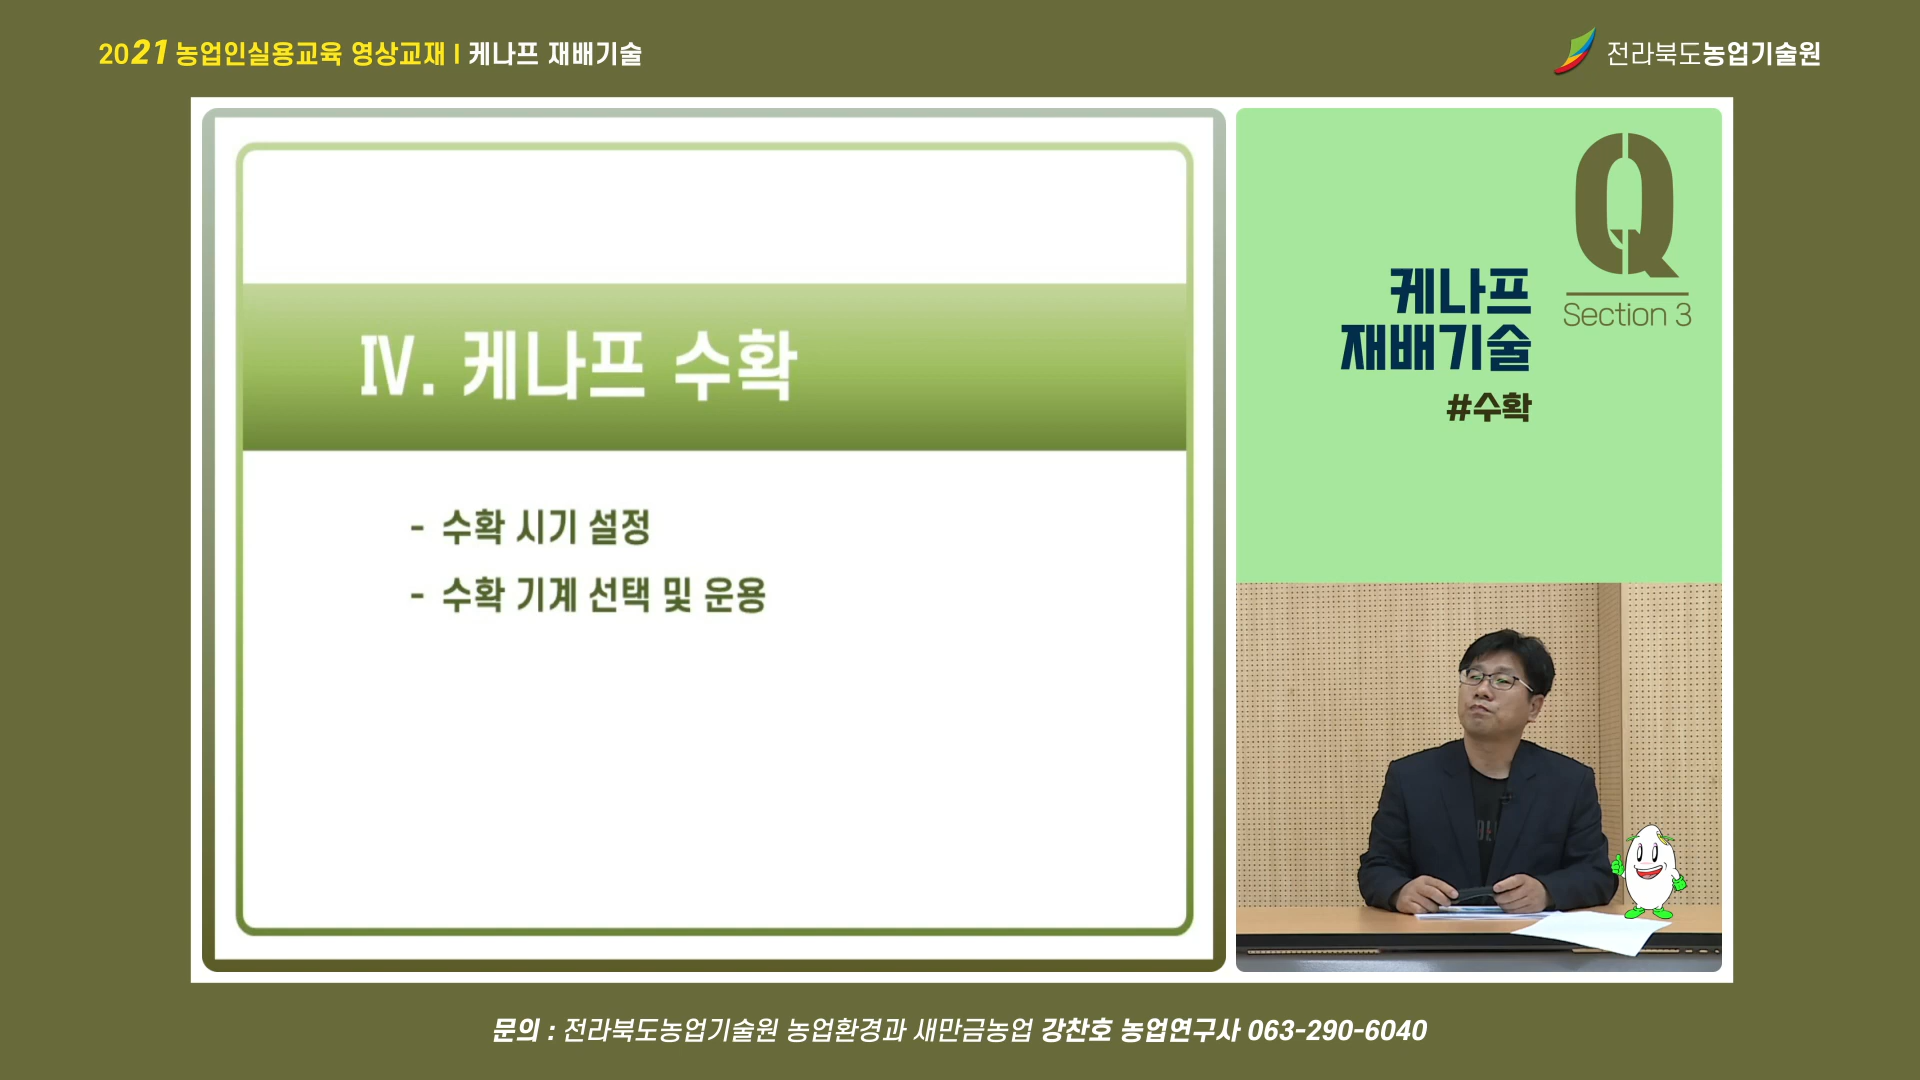 2021 농업인실용교육 영상교재 | 케나프 재배기술
전라북도농업기술원
Ⅳ. 케나프 수확
- 수확 시기 설정
- 수확 기계 선택 및 운용
Q
Section 3
케나프
재배기술
#수확
문의 : 전라북도농업기술원 농업환경과 새만금농업 강찬호 농업연구사 063-290-6040